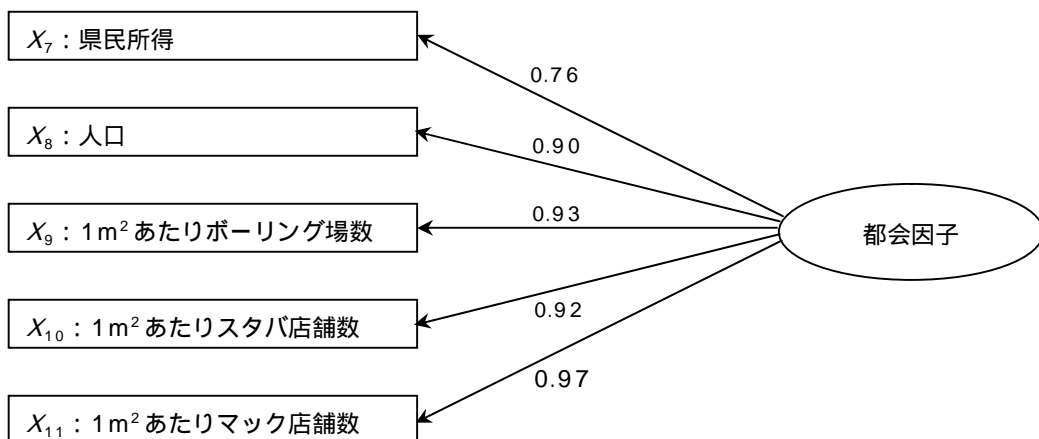 X₇：県民所得
0.76
X₈：人口
0.90
X₉：1m²あたりボーリング場数
0.93
都会因子
X₁₀：1m²あたりスタバ店舗数
0.92
X₁₁：1m²あたりマック店舗数
0.97